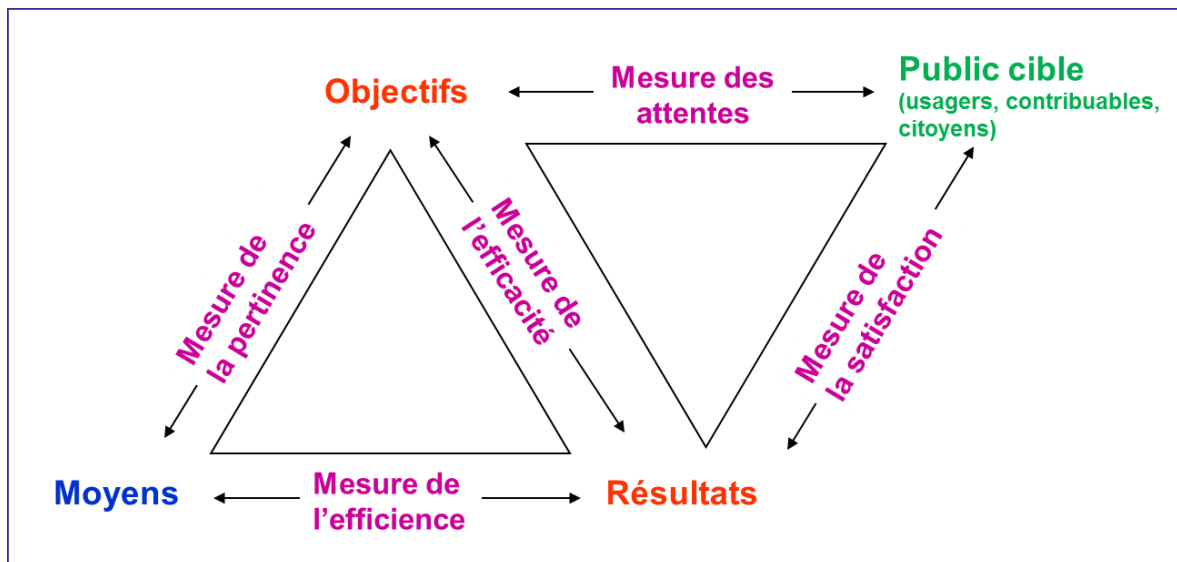 Objectifs
Mesure des
attentes
Public cible
(usagers, contribuables,
citoyens)
Mesure de
la pertinence
Mesure de
l’efficacité
Mesure de
la satisfaction
Moyens
Mesure de
l’efficience
Résultats